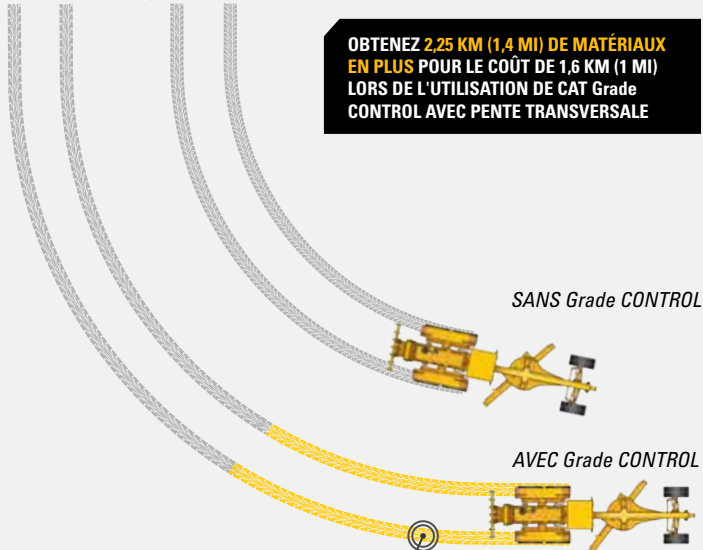 OBTENEZ 2,25 KM (1,4 MI) DE MATÉRIAUX
EN PLUS POUR LE COÛT DE 1,6 KM (1 MI)
LORS DE L'UTILISATION DE CAT Grade
CONTROL AVEC PENTE TRANSVERSALE
SANS Grade CONTROL
AVEC Grade CONTROL